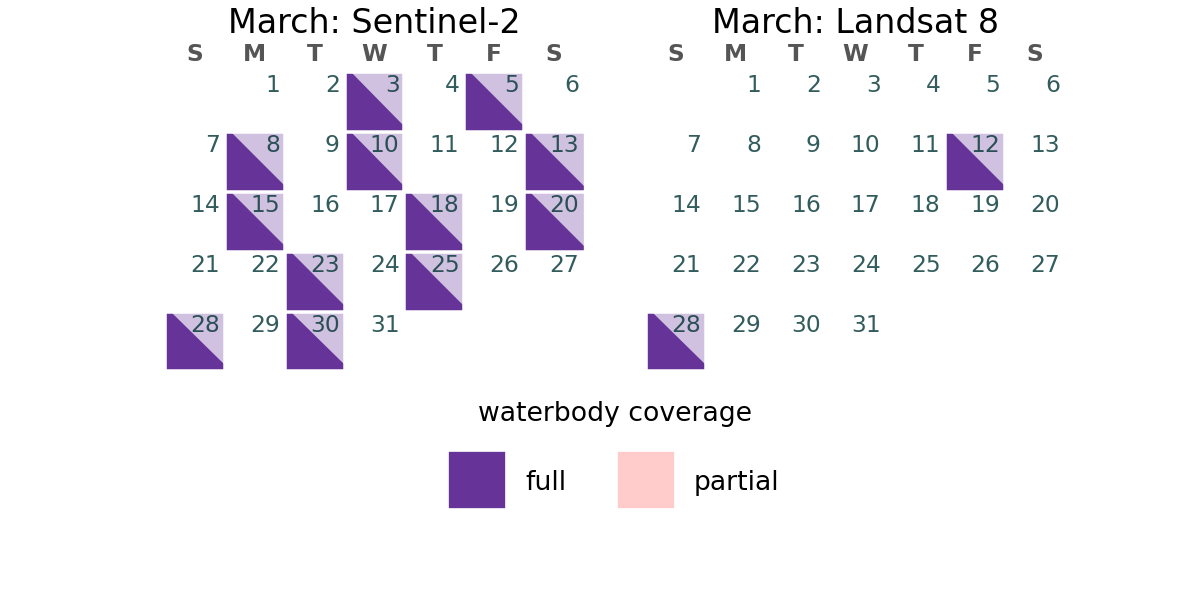 March: Sentinel-2
S M T W T F S
1 2 3 4 5 6
7 8 9 10 11 12 13
14 15 16 17 18 19 20
21 22 23 24 25 26 27
28 29 30 31
March: Landsat 8
S M T W T F S
1 2 3 4 5 6
7 8 9 10 11 12 13
14 15 16 17 18 19 20
21 22 23 24 25 26 27
28 29 30 31
waterbody coverage
full
partial